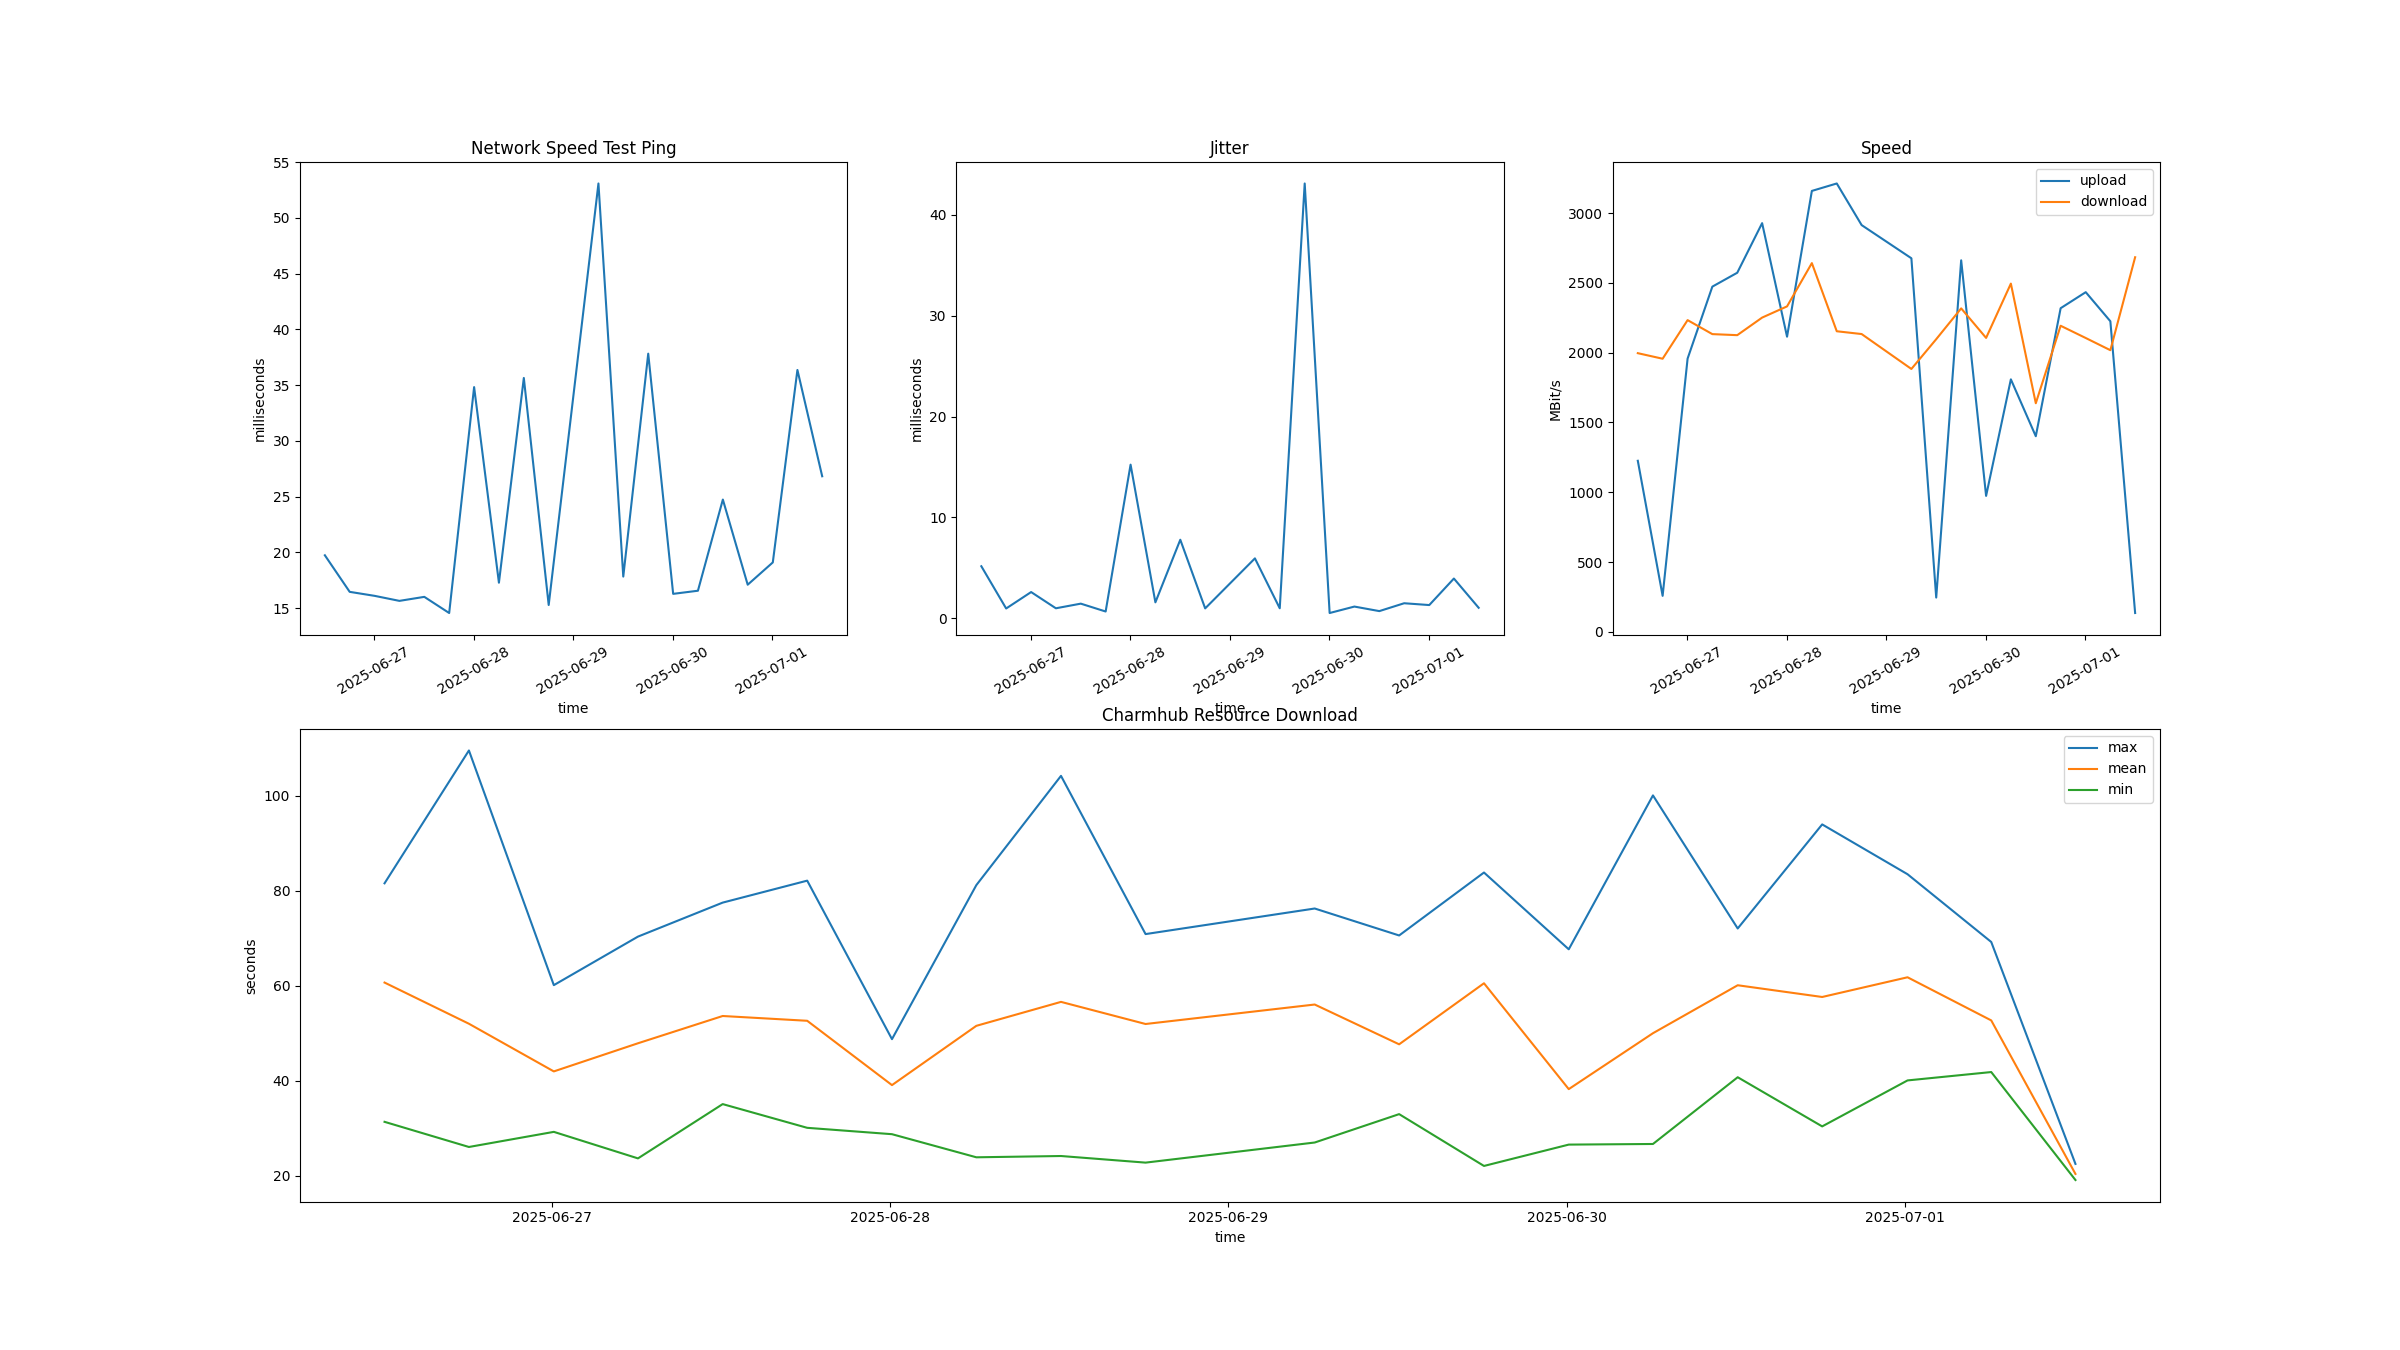 Network Speed Test Ping
55
50
45
40
35
30
25
20
15
milliseconds
2025-06-27
2025-06-28
2025-06-29
2025-06-30
2025-07-01
time
Jitter
40
30
20
10
0
milliseconds
2025-06-27
2025-06-28
2025-06-29
2025-06-30
2025-07-01
time
Speed
upload
download
3000
2500
2000
1500
1000
500
0
MBit/s
2025-06-27
2025-06-28
2025-06-29
2025-06-30
2025-07-01
time
Charmhub Resource Download
max
mean
min
100
80
60
40
20
seconds
2025-06-27
2025-06-28
2025-06-29
2025-06-30
2025-07-01
time